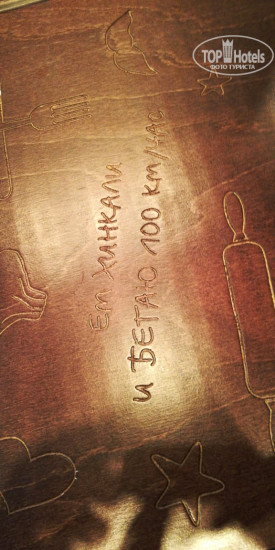 TOP Hotels
ФОТО ТУРИСТА
ЕМ ХИНКАЛИ
И БЕГАЮ 100 КМ/ЧАС